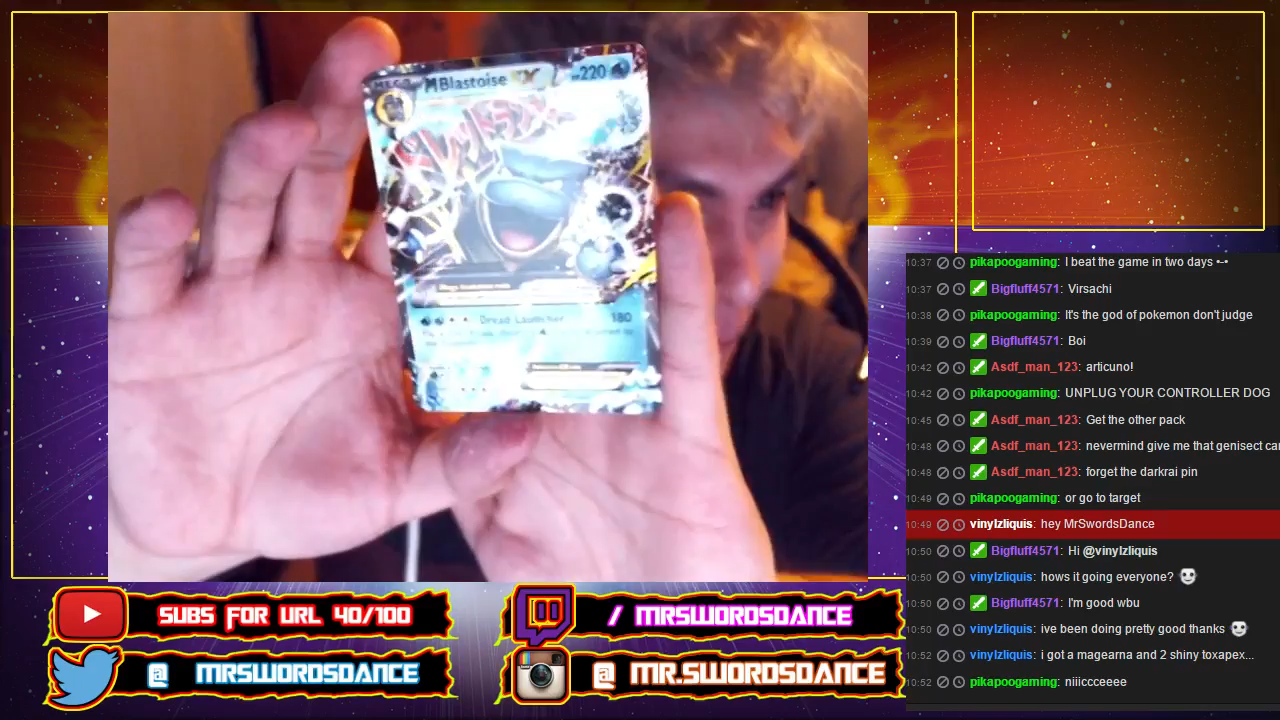 MBlastoise EX
220
Dread Launcher 180
10:37 pikapoogaming: I beat the game in two days •-•
10:37 Bigfluff4571: Virsachi
10:38 pikapoogaming: It's the god of pokemon don't judge
10:39 Bigfluff4571: Boi
10:42 Asdf_man_123: articuno!
10:42 pikapoogaming: UNPLUG YOUR CONTROLLER DOG
10:45 Asdf_man_123: Get the other pack
10:48 Asdf_man_123: nevermind give me that genisect car
10:48 Asdf_man_123: forget the darkrai pin
10:49 pikapoogaming: or go to target
10:49 vinylzliquis: hey MrSwordsDance
10:50 Bigfluff4571: Hi @vinylzliquis
10:50 vinylzliquis: hows it going everyone?
10:50 Bigfluff4571: I'm good wbu
10:50 vinylzliquis: ive been doing pretty good thanks
10:52 vinylzliquis: i got a magearna and 2 shiny toxapex...
10:52 pikapoogaming: niiiccceeee
SUBS FOR URL 40/100
/ MRSWORDSDANCE
@ MRSWORDSDANCE
@ MR.SWORDSDANCE